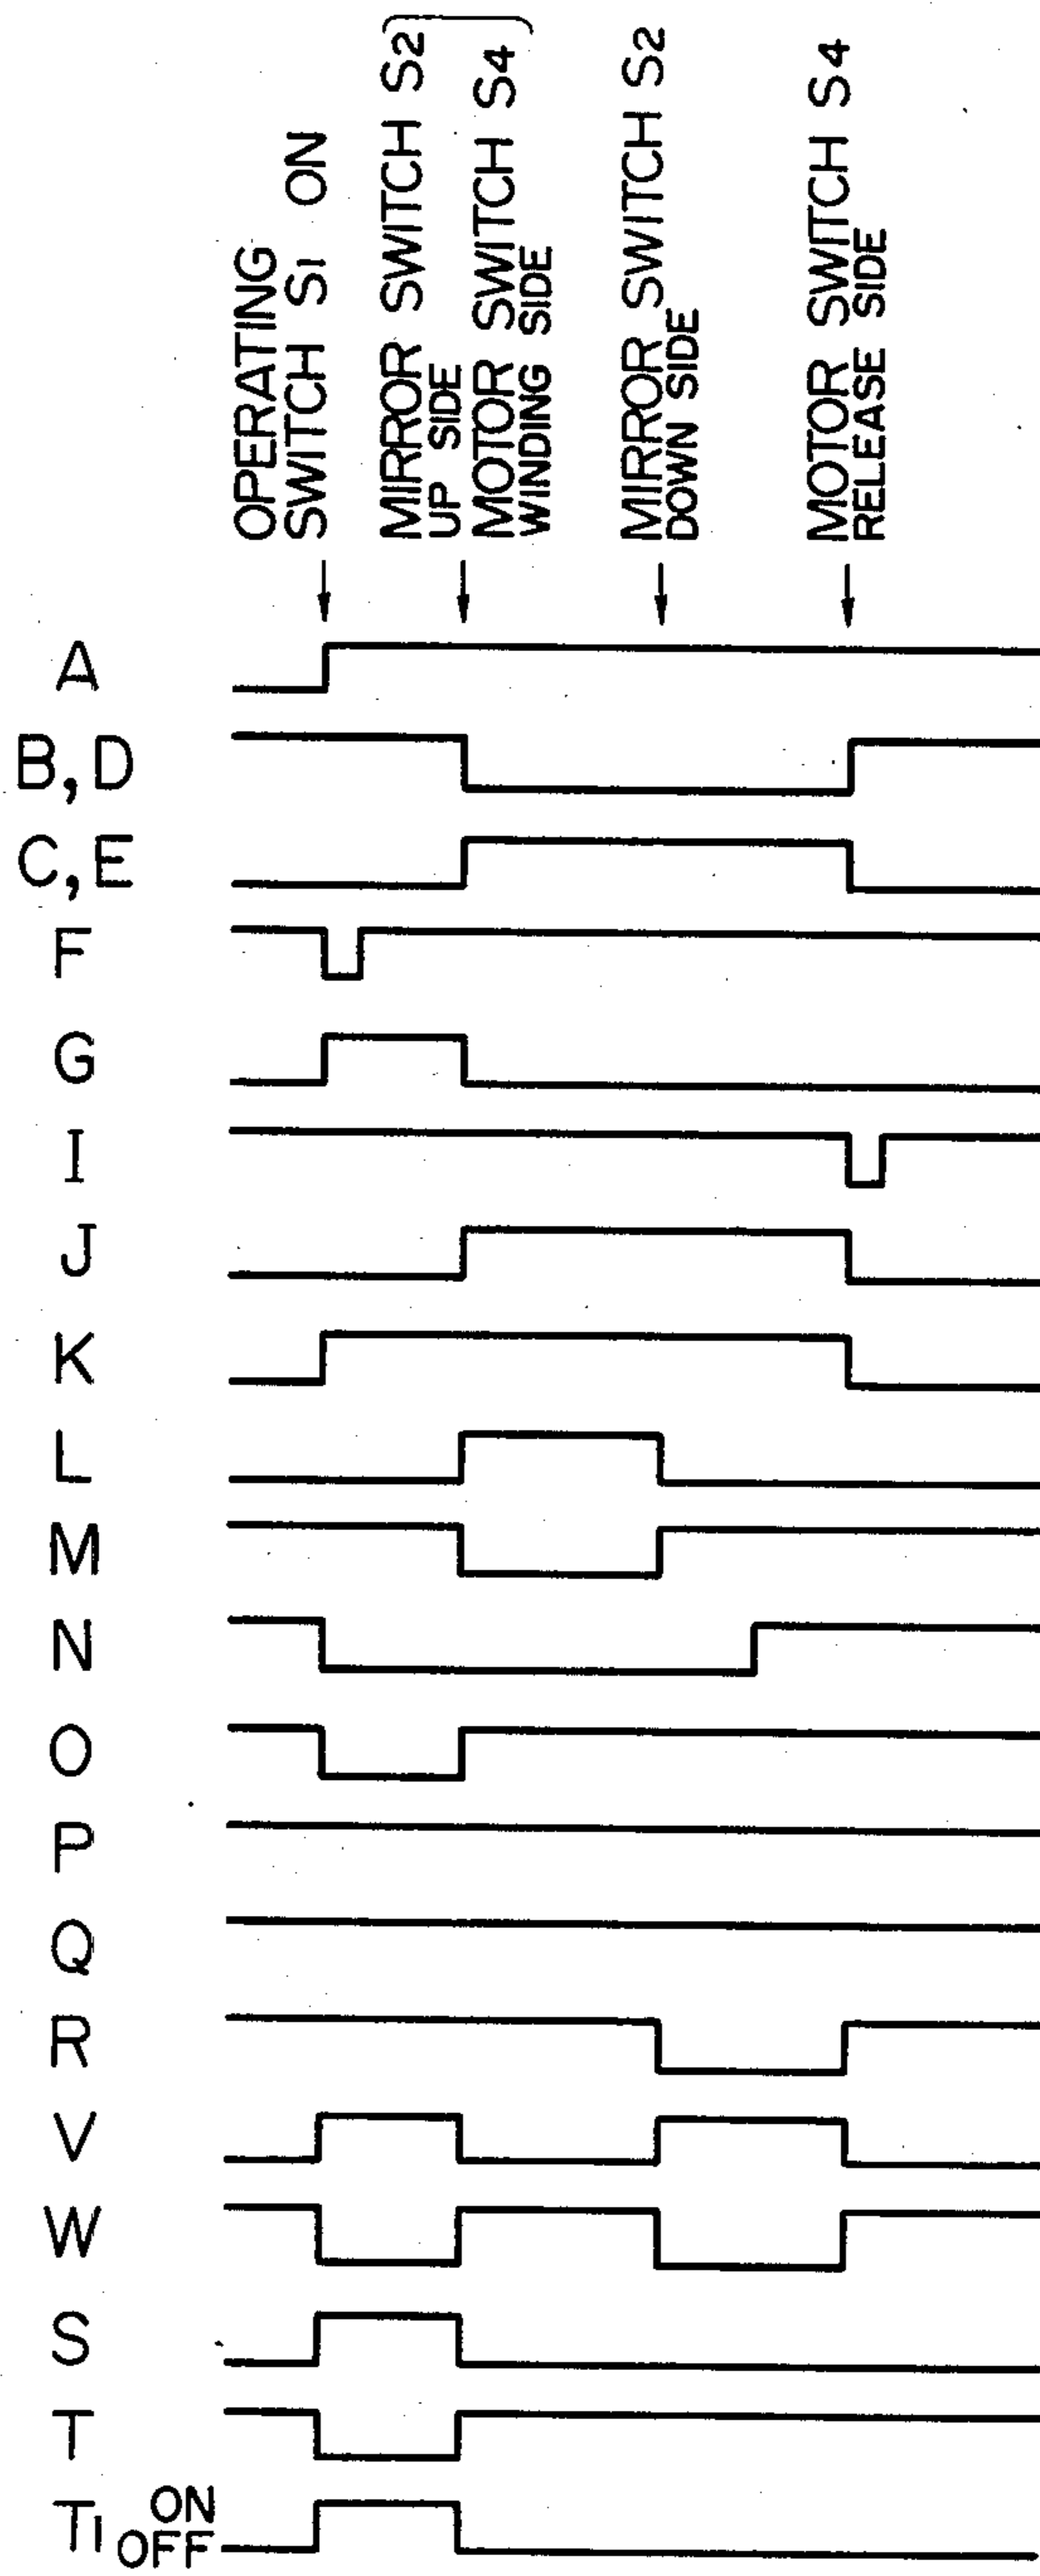 OPERATING
SWITCH S1 ON
MIRROR SWITCH S2
UP SIDE
MOTOR SWITCH S4
WINDING SIDE
MIRROR SWITCH S2
DOWN SIDE
MOTOR SWITCH S4
RELEASE SIDE
A
B,D
C,E
F
G
I
J
K
L
M
N
O
P
Q
R
V
W
S
T
T1 ON
OFF